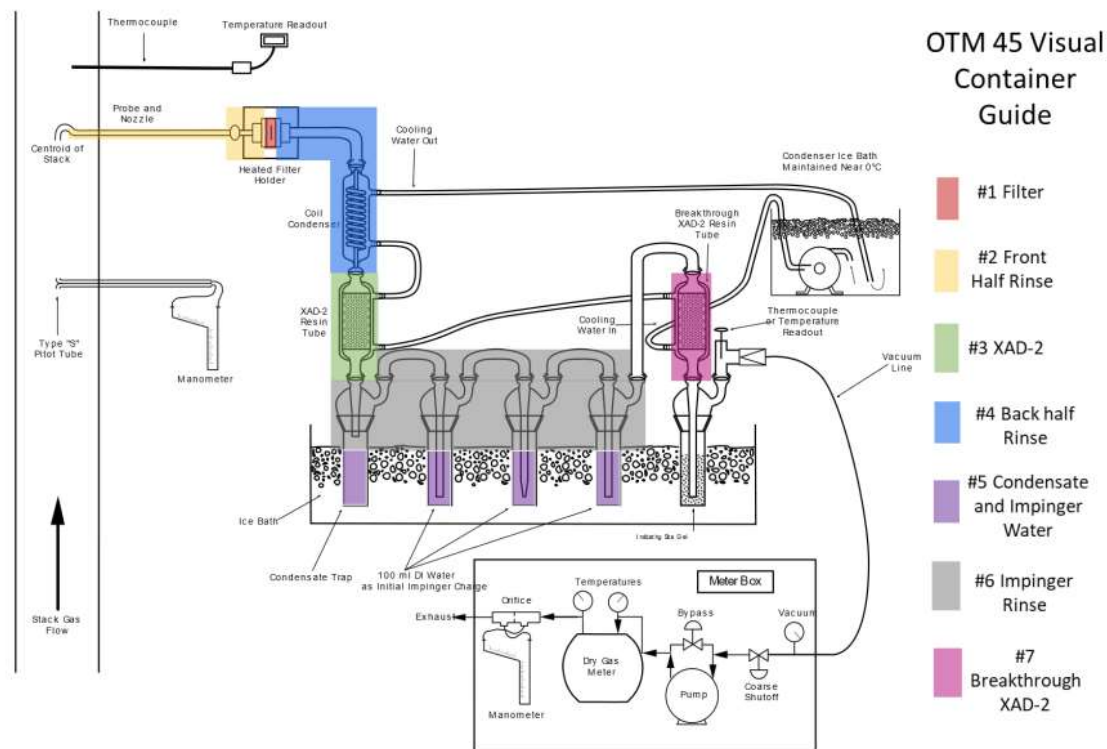 Thermocouple
Temperature Readout
OTM 45 Visual
Container
Guide
Probe and
Nozzle
Centroid of
Stack
Heated Filter
Holder
Cooling
Water Out
Condenser Ice Bath
Maintained Near 0°C
#1 Filter
Coil
Condenser
Breakthrough
XAD-2 Resin
Tube
#2 Front
Half Rinse
XAD-2
Resin
Tube
Cooling
Water In
Thermocouple
or Temperature
Readout
Type "S"
Pitot Tube
Manometer
Vacuum
Line
#3 XAD-2
#4 Back half
Rinse
#5 Condensate
and Impinger
Water
Ice Bath
Condensate Trap
100 ml DI Water
as Initial Impinger Charge
#6 Impinger
Rinse
Stack Gas
Flow
Meter Box
Temperatures
Orifice
Exhaust
Bypass
Vacuum
Dry Gas
Meter
Pump
Coarse
Shutoff
Manometer
#7
Breakthrough
XAD-2